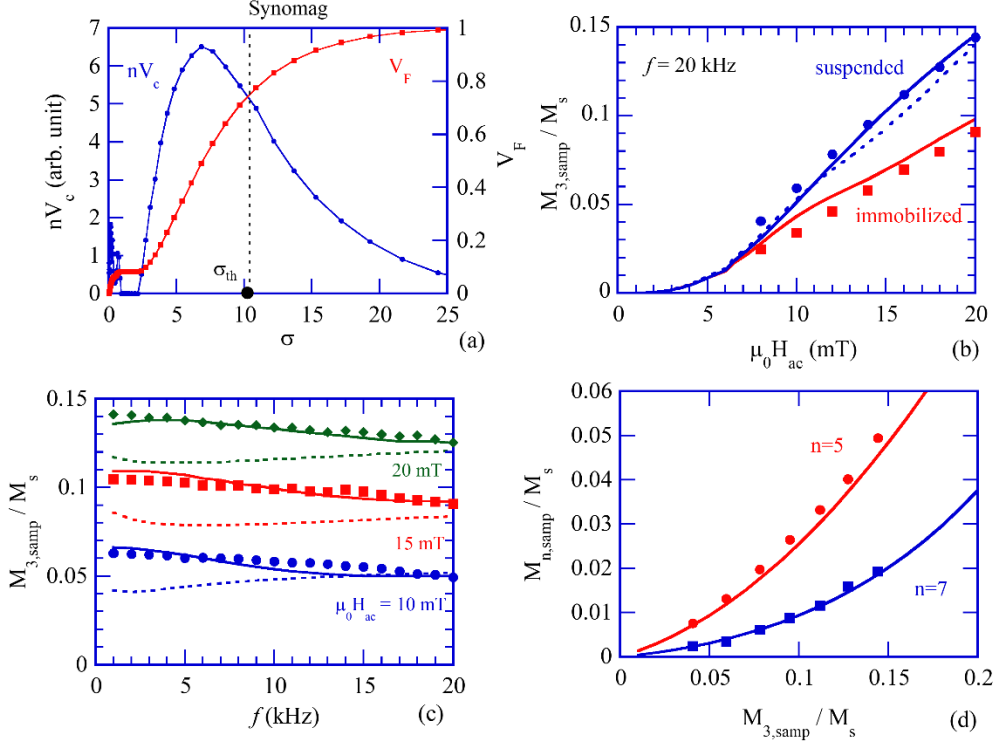 Synomag
7
6
5
4
3
2
1
0
nV_c (arb. unit)
nV_c
V_F
σ_th
1
0.8
0.6
0.4
0.2
0
V_F
0 5 10 15 20 25
σ
(a)
0.15
0.1
0.05
0
M_3,samp / M_s
f = 20 kHz
suspended
immobilized
0 5 10 15 20
μ_0H_ac (mT)
(b)
0.15
0.1
0.05
0
M_3,samp / M_s
20 mT
15 mT
μ_0H_ac = 10 mT
0 5 10 15 20
f (kHz)
(c)
0.06
0.05
0.04
0.03
0.02
0.01
0
M_n,samp / M_s
n=5
n=7
0 0.05 0.1 0.15 0.2
M_3,samp / M_s
(d)